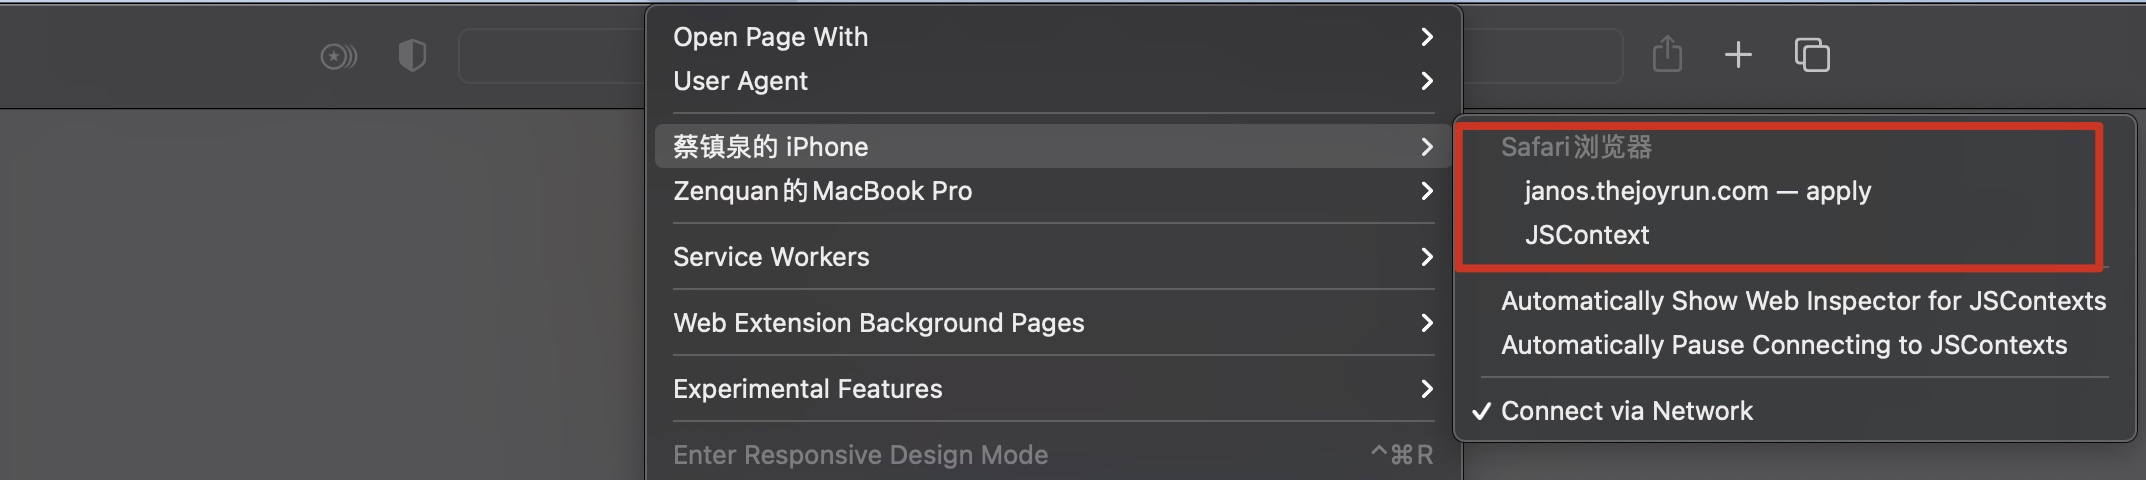 Open Page With
User Agent
蔡镇泉的 iPhone
Zenquan的MacBook Pro
Service Workers
Web Extension Background Pages
Experimental Features
Enter Responsive Design Mode ^⌘R
Safari浏览器
janos.thejoyrun.com — apply
JSContext
Automatically Show Web Inspector for JSContexts
Automatically Pause Connecting to JSContexts
✓ Connect via Network